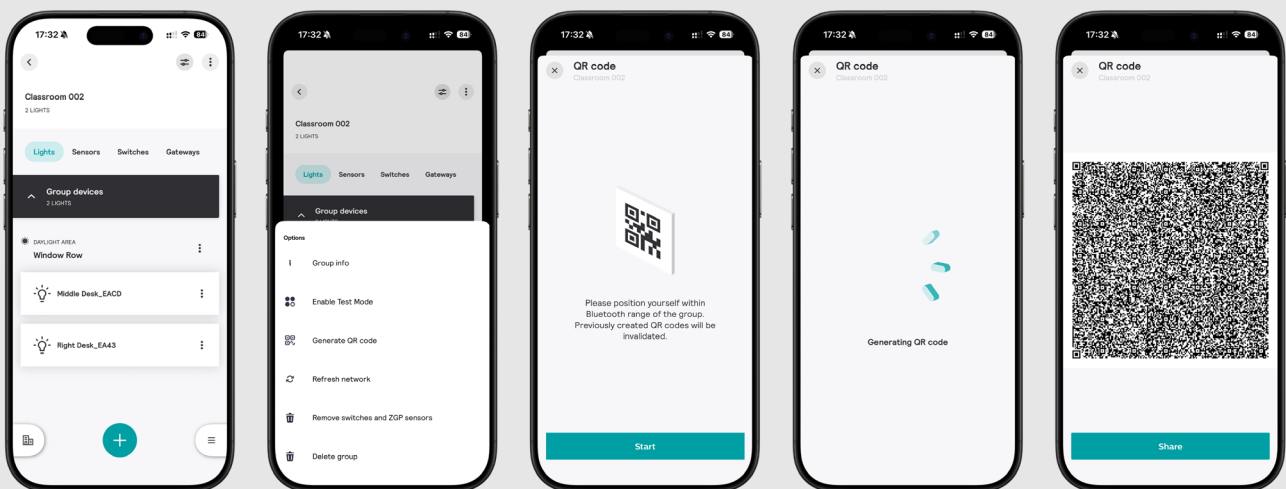 17:32
84
Classroom 002
2 LIGHTS
Lights Sensors Switches Gateways
Group devices
2 LIGHTS
DAYLIGHT AREA
Window Row
Middle Desk_EACD
Right Desk_EA43
17:32
84
Classroom 002
2 LIGHTS
Lights Sensors Switches Gateways
Group devices
Options
Group info
Enable Test Mode
Generate QR code
Refresh network
Remove switches and ZGP sensors
Delete group
17:32
84
QR code
Classroom 002
Please position yourself within
Bluetooth range of the group.
Previously created QR codes will be
invalidated.
Start
17:32
84
QR code
Classroom 002
Generating QR code
17:32
84
QR code
Classroom 002
Share